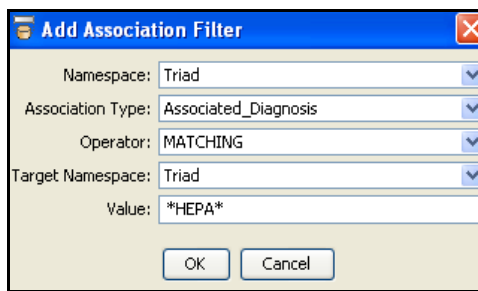 Add Association Filter
Namespace: Triad
Association Type: Associated_Diagnosis
Operator: MATCHING
Target Namespace: Triad
Value: *HEPA*
OK Cancel